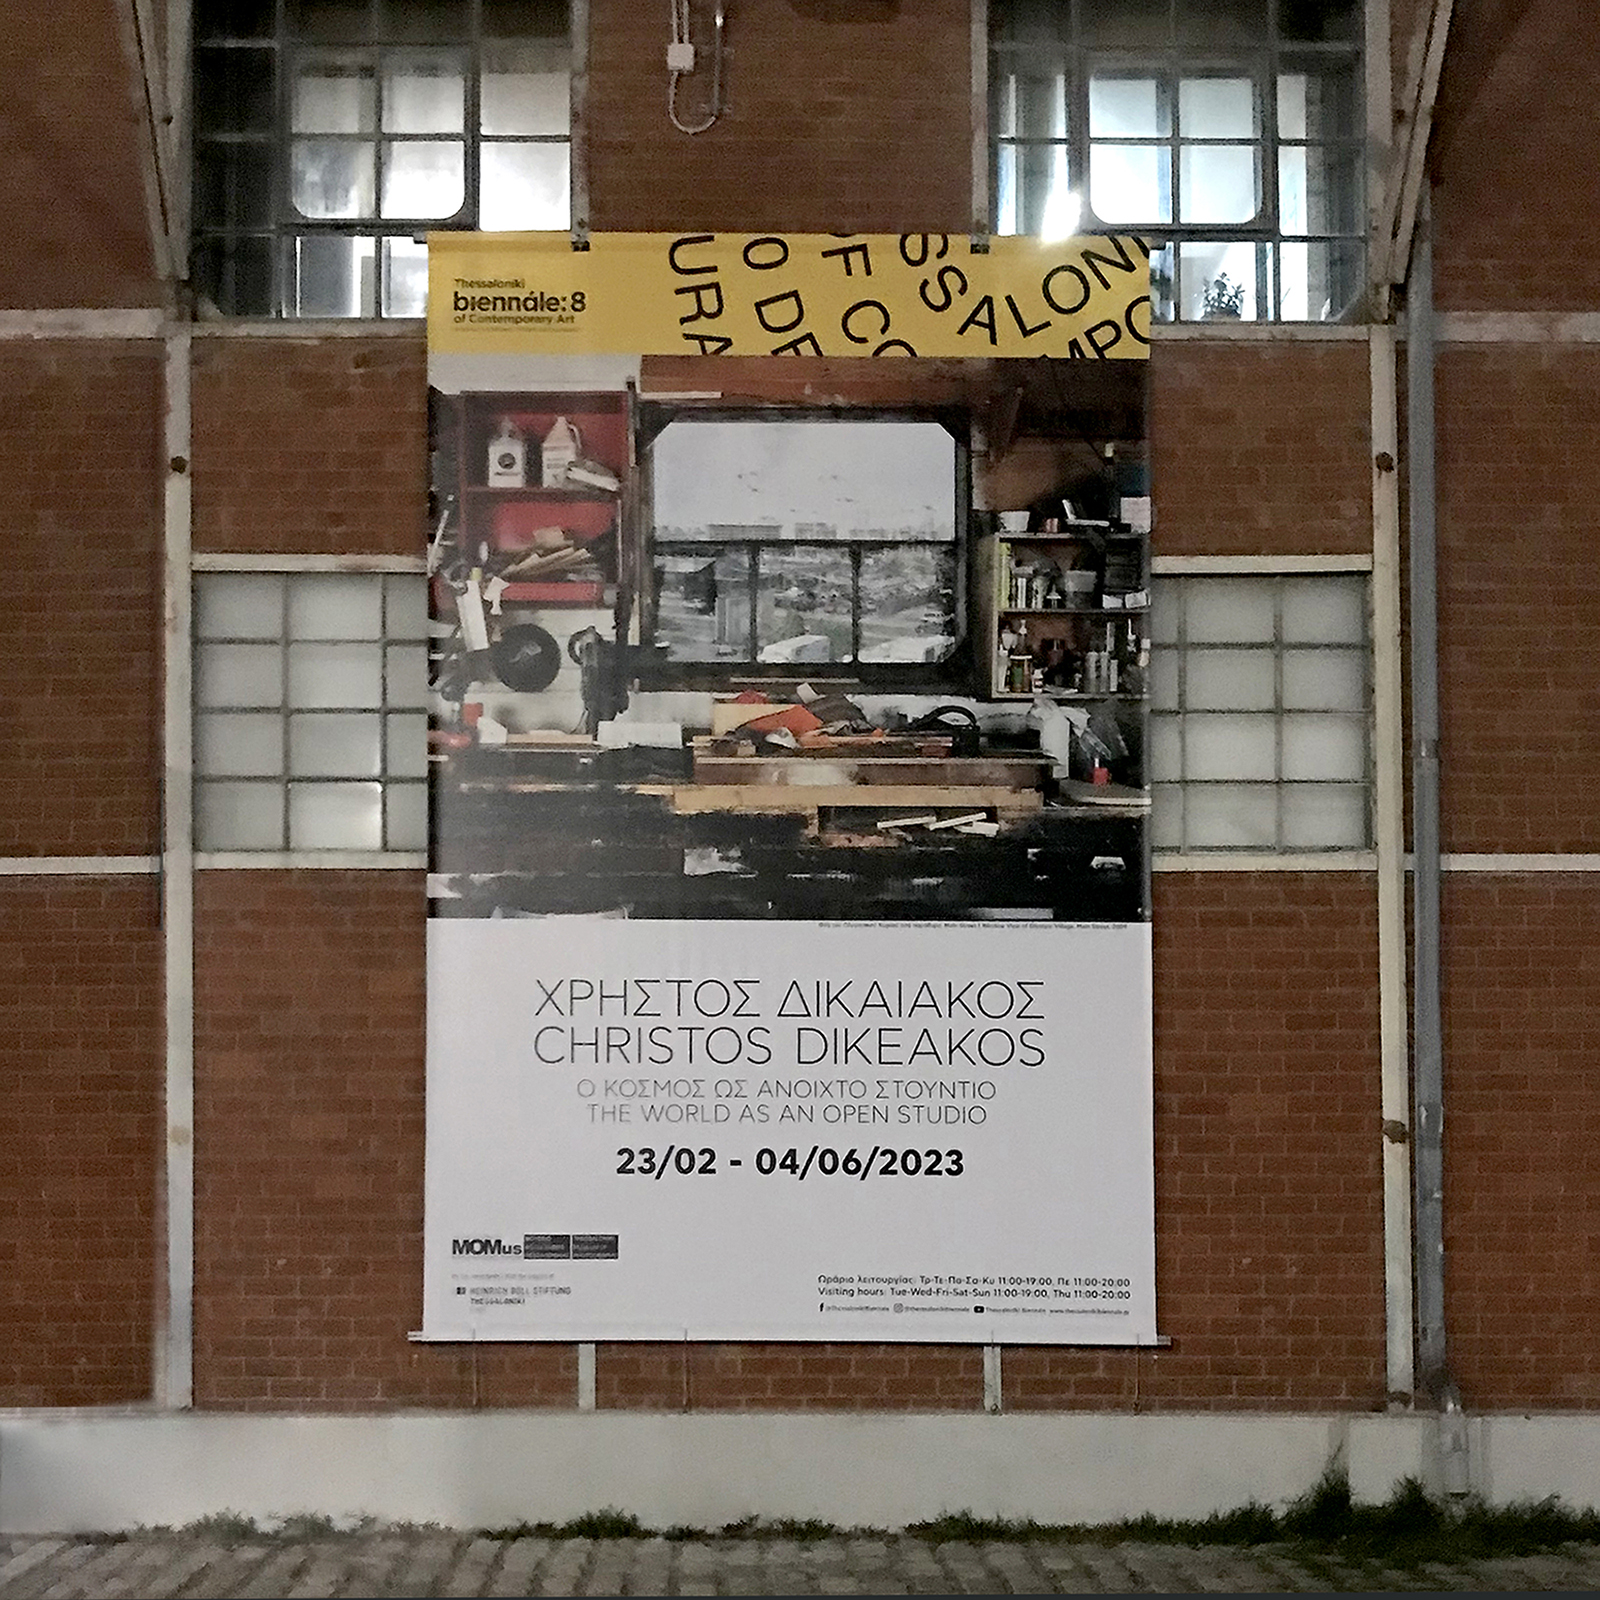 Thessaloniki
biennále:8
of Contemporary Art
URA
O DE
OF CO
SSALONI
MPO
ΧΡΗΣΤΟΣ ΔΙΚΑΙΑΚΟΣ
CHRISTOS DIKEAKOS
Ο ΚΟΣΜΟΣ ΩΣ ΑΝΟΙΧΤΟ ΣΤΟΥΝΤΙΟ
THE WORLD AS AN OPEN STUDIO
23/02 - 04/06/2023
MOMus
HEINRICH BÖLL STIFTUNG
THESSALONIKI
Ωράριο λειτουργίας: Τρ-Τε-Πα-Σα-Κυ 11:00-19:00, Πε 11:00-20:00
Visiting hours: Tue-Wed-Fri-Sat-Sun 11:00-19:00, Thu 11:00-20:00